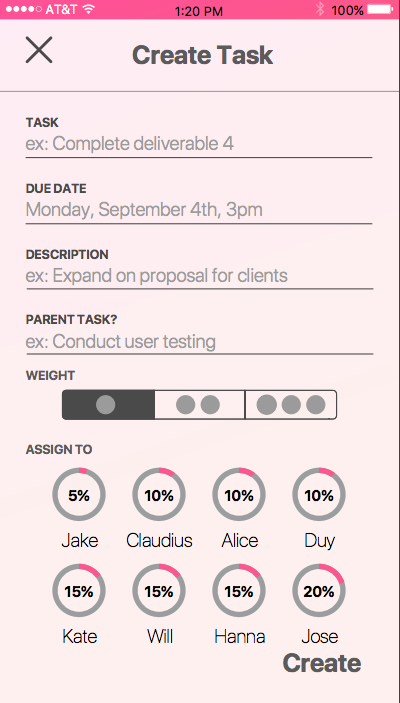 AT&T 1:20 PM 100%
Create Task
TASK
ex: Complete deliverable 4
DUE DATE
Monday, September 4th, 3pm
DESCRIPTION
ex: Expand on proposal for clients
PARENT TASK?
ex: Conduct user testing
WEIGHT
ASSIGN TO
5% 10% 10% 10%
Jake Claudius Alice Duy
15% 15% 15% 20%
Kate Will Hanna Jose
Create